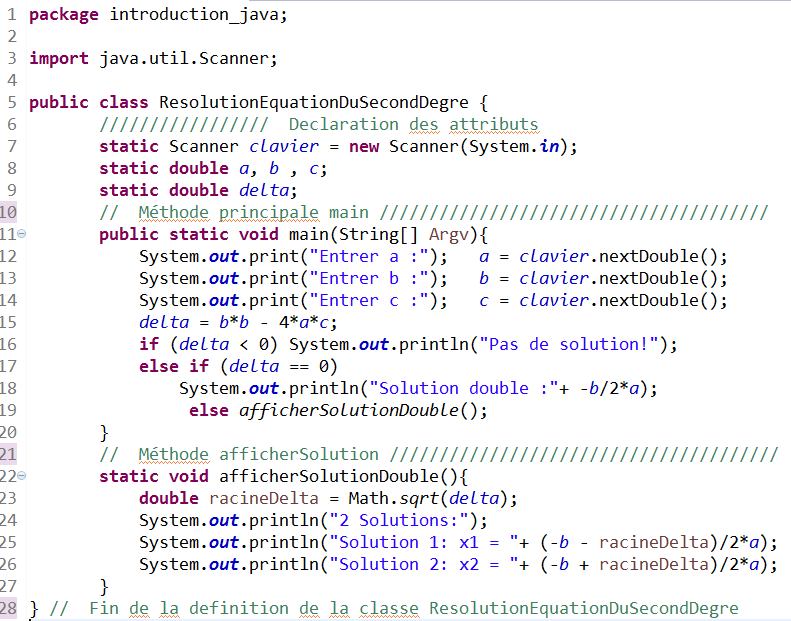 1 package introduction_java;
2
3 import java.util.Scanner;
4
5 public class ResolutionEquationDuSecondDegre {
6 ///////////////// Declaration des attributs
7 static Scanner clavier = new Scanner(System.in);
8 static double a, b , c;
9 static double delta;
10 // Méthode principale main ///////////////////////////////////////
11 public static void main(String[] Argv){
12 System.out.print("Entrer a :"); a = clavier.nextDouble();
13 System.out.print("Entrer b :"); b = clavier.nextDouble();
14 System.out.print("Entrer c :"); c = clavier.nextDouble();
15 delta = b*b - 4*a*c;
16 if (delta < 0) System.out.println("Pas de solution!");
17 else if (delta == 0)
18 System.out.println("Solution double :"+ -b/2*a);
19 else afficherSolutionDouble();
20 }
21 // Méthode afficherSolution ///////////////////////////////////////
22 static void afficherSolutionDouble(){
23 double racineDelta = Math.sqrt(delta);
24 System.out.println("2 Solutions:");
25 System.out.println("Solution 1: x1 = "+ (-b - racineDelta)/2*a);
26 System.out.println("Solution 2: x2 = "+ (-b + racineDelta)/2*a);
27 }
28 } // Fin de la definition de la classe ResolutionEquationDuSecondDegre